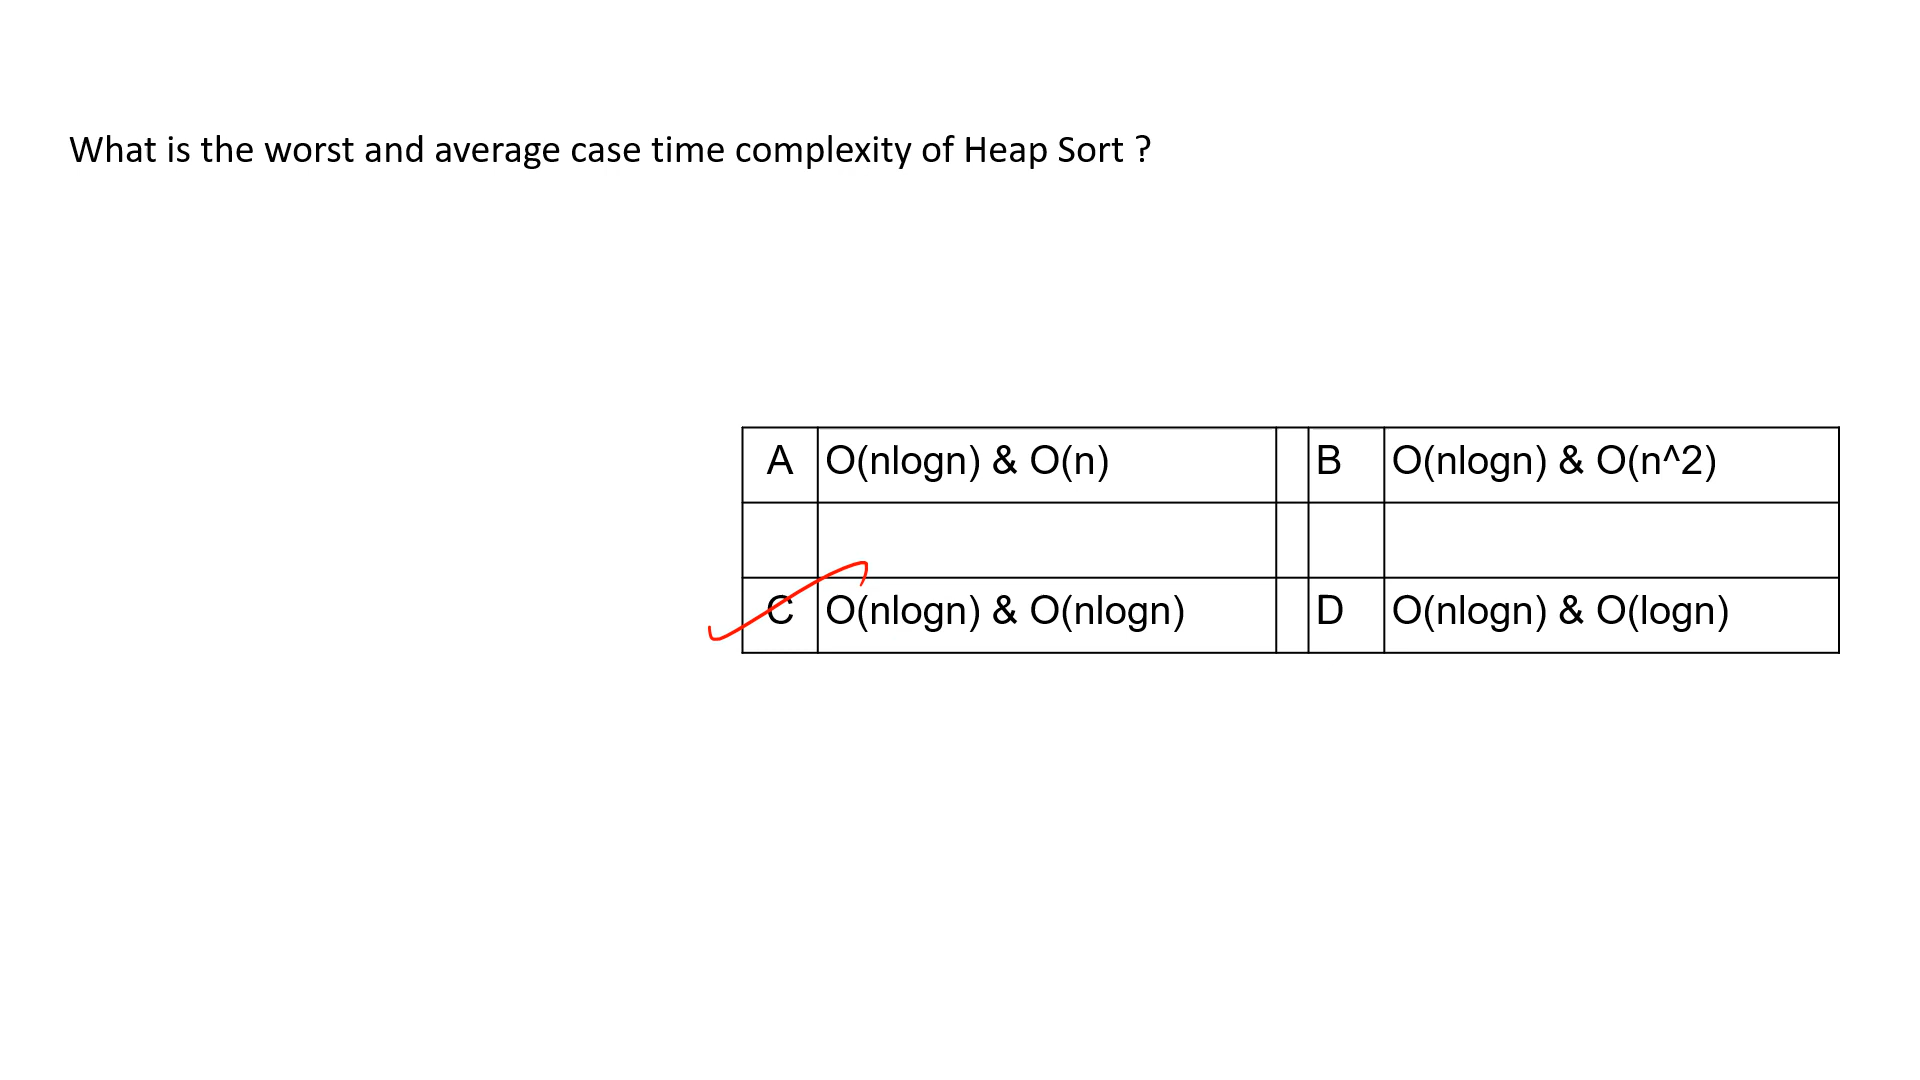 What is the worst and average case time complexity of Heap Sort ?
A O(nlogn) & O(n) B O(nlogn) & O(n^2)
C O(nlogn) & O(nlogn) D O(nlogn) & O(logn)